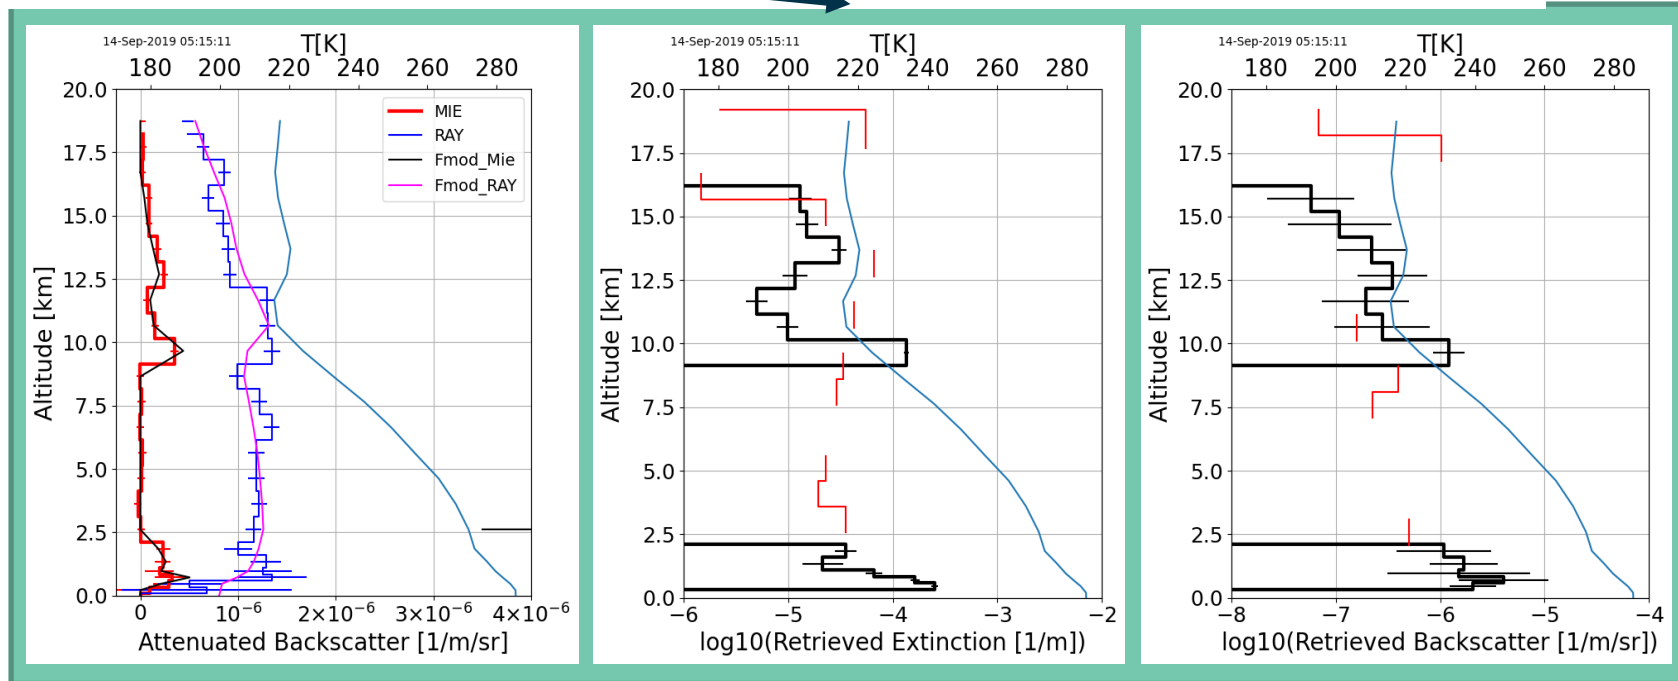 14-Sep-2019 05:15:11
T[K]
180 200 220 240 260 280
20.0
17.5
15.0
12.5
10.0
7.5
5.0
2.5
0.0
Altitude [km]
MIE
RAY
Fmod_Mie
Fmod_RAY
0 10⁻⁶ 2×10⁻⁶ 3×10⁻⁶ 4×10⁻⁶
Attenuated Backscatter [1/m/sr]
14-Sep-2019 05:15:11
T[K]
180 200 220 240 260 280
20.0
17.5
15.0
12.5
10.0
7.5
5.0
2.5
0.0
Altitude [km]
−6 −5 −4 −3 −2
log10(Retrieved Extinction [1/m])
14-Sep-2019 05:15:11
T[K]
180 200 220 240 260 280
20.0
17.5
15.0
12.5
10.0
7.5
5.0
2.5
0.0
Altitude [km]
−8 −7 −6 −5 −4
log10(Retrieved Backscatter [1/m/sr])